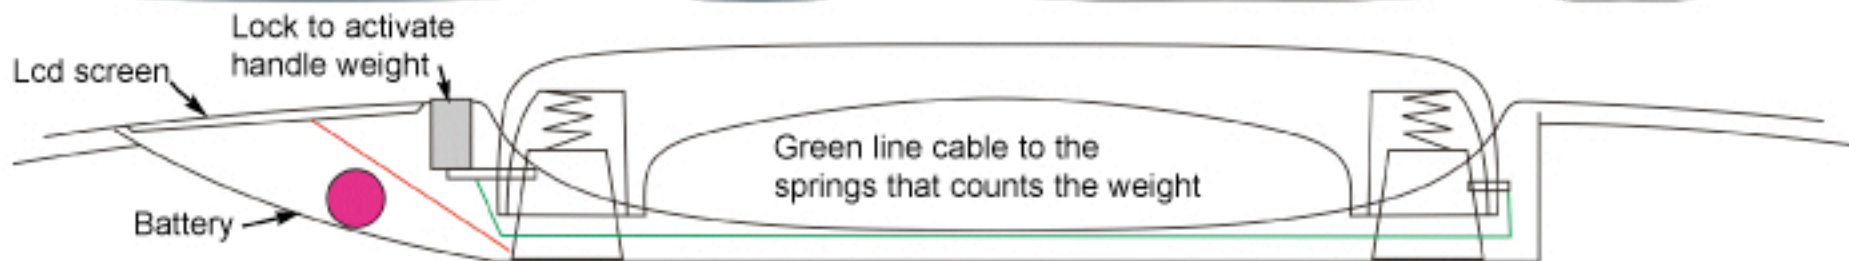 Lock to activate
handle weight
Lcd screen
Green line cable to the
springs that counts the weight
Battery